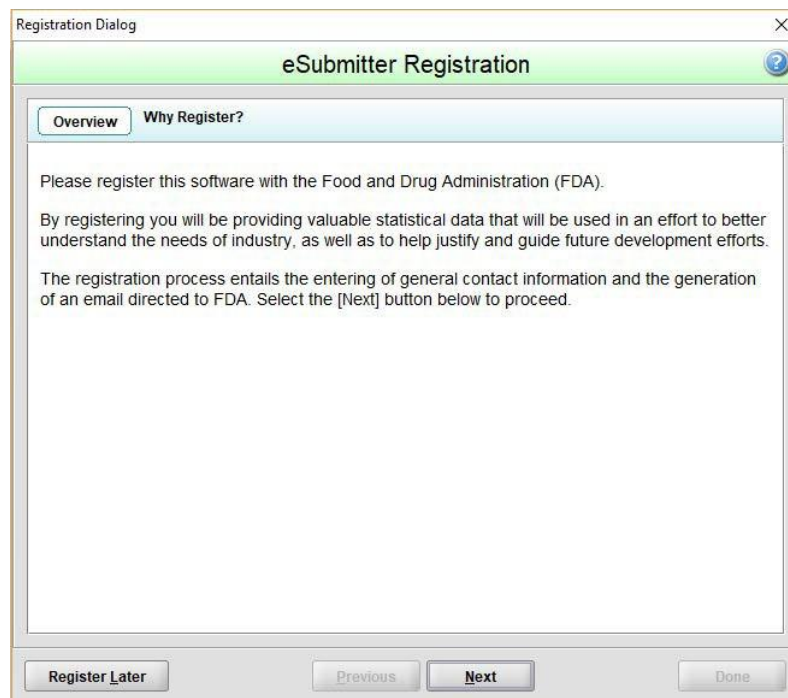 Registration Dialog
eSubmitter Registration
?
Overview
Why Register?
Please register this software with the Food and Drug Administration (FDA).
By registering you will be providing valuable statistical data that will be used in an effort to better
understand the needs of industry, as well as to help justify and guide future development efforts.
The registration process entails the entering of general contact information and the generation
of an email directed to FDA. Select the [Next] button below to proceed.
Register Later
Previous
Next
Done